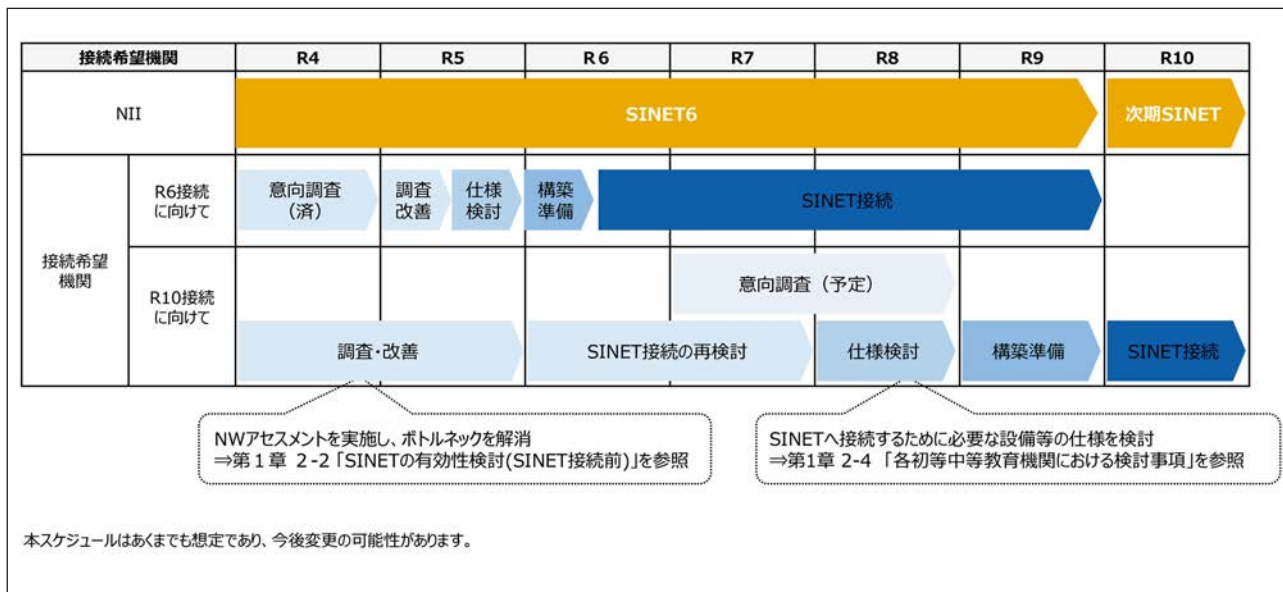 接続希望機関 R4 R5 R6 R7 R8 R9 R10
NII SINET6 次期SINET
接続希望
機関
R6接続
に向けて
意向調査
(済)
調査
改善
仕様
検討
構築
準備
SINET接続
R10接続
に向けて
意向調査(予定)
調査・改善 SINET接続の再検討 仕様検討 構築準備 SINET接続
NWアセスメントを実施し、ボトルネックを解消
⇒第1章 2-2「SINETの有効性検討(SINET接続前)」を参照
SINETへ接続するために必要な設備等の仕様を検討
⇒第1章 2-4 「各初等中等教育機関における検討事項」を参照
本スケジュールはあくまでも想定であり、今後変更の可能性があります。